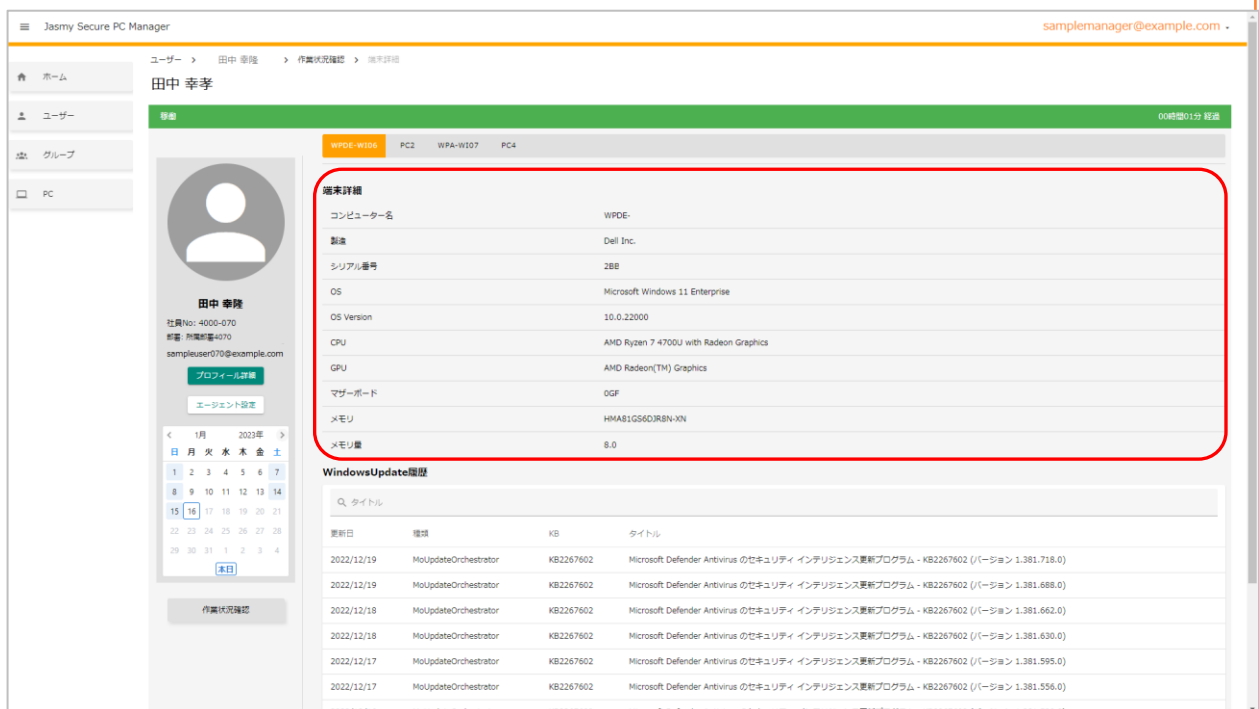 Jasmy Secure PC Manager
samplemanager@example.com
ホーム
ユーザー
グループ
PC
ユーザー > 田中 幸隆 > 作業状況確認 > 端末詳細
田中 幸孝
稼働 00時間01分 経過
WPDE-WI06 PC2 WPA-WI07 PC4
田中 幸隆
社員No: 4000-070
部署: 所属部署4070
sampleuser070@example.com
プロフィール詳細
エージェント設定
< 1月 2023年 >
日 月 火 水 木 金 土
1 2 3 4 5 6 7
8 9 10 11 12 13 14
15 16 17 18 19 20 21
22 23 24 25 26 27 28
29 30 31 1 2 3 4
本日
作業状況確認
端末詳細
コンピューター名 WPDE-
製造 Dell Inc.
シリアル番号 2BB
OS Microsoft Windows 11 Enterprise
OS Version 10.0.22000
CPU AMD Ryzen 7 4700U with Radeon Graphics
GPU AMD Radeon(TM) Graphics
マザーボード 0GF
メモリ HMA81GS6DJR8N-XN
メモリ量 8.0
WindowsUpdate履歴
タイトル
更新日 種類 KB タイトル
2022/12/19 MoUpdateOrchestrator KB2267602 Microsoft Defender Antivirus のセキュリティ インテリジェンス更新プログラム - KB2267602 (バージョン 1.381.718.0)
2022/12/19 MoUpdateOrchestrator KB2267602 Microsoft Defender Antivirus のセキュリティ インテリジェンス更新プログラム - KB2267602 (バージョン 1.381.688.0)
2022/12/18 MoUpdateOrchestrator KB2267602 Microsoft Defender Antivirus のセキュリティ インテリジェンス更新プログラム - KB2267602 (バージョン 1.381.662.0)
2022/12/18 MoUpdateOrchestrator KB2267602 Microsoft Defender Antivirus のセキュリティ インテリジェンス更新プログラム - KB2267602 (バージョン 1.381.630.0)
2022/12/17 MoUpdateOrchestrator KB2267602 Microsoft Defender Antivirus のセキュリティ インテリジェンス更新プログラム - KB2267602 (バージョン 1.381.595.0)
2022/12/17 MoUpdateOrchestrator KB2267602 Microsoft Defender Antivirus のセキュリティ インテリジェンス更新プログラム - KB2267602 (バージョン 1.381.556.0)